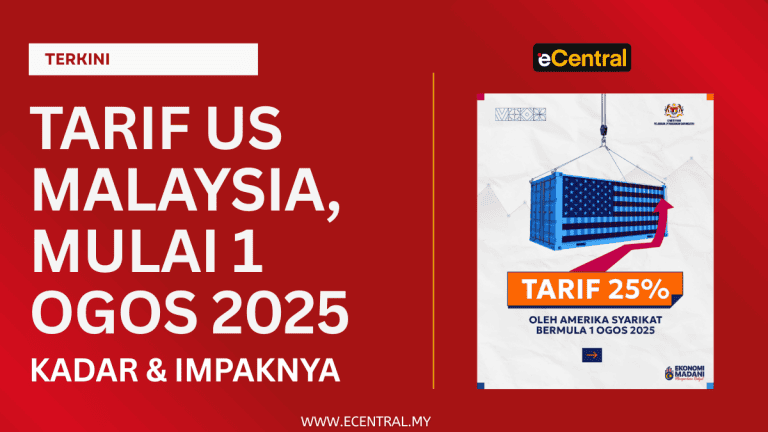 TERKINI
TARIF US
MALAYSIA,
MULAI 1
OGOS 2025
KADAR & IMPAKNYA
eCentral
TARIF 25%
OLEH AMERIKA SYARIKAT
BERMULA 1 OGOS 2025
EKONOMI
MADANI
WWW.ECENTRAL.MY